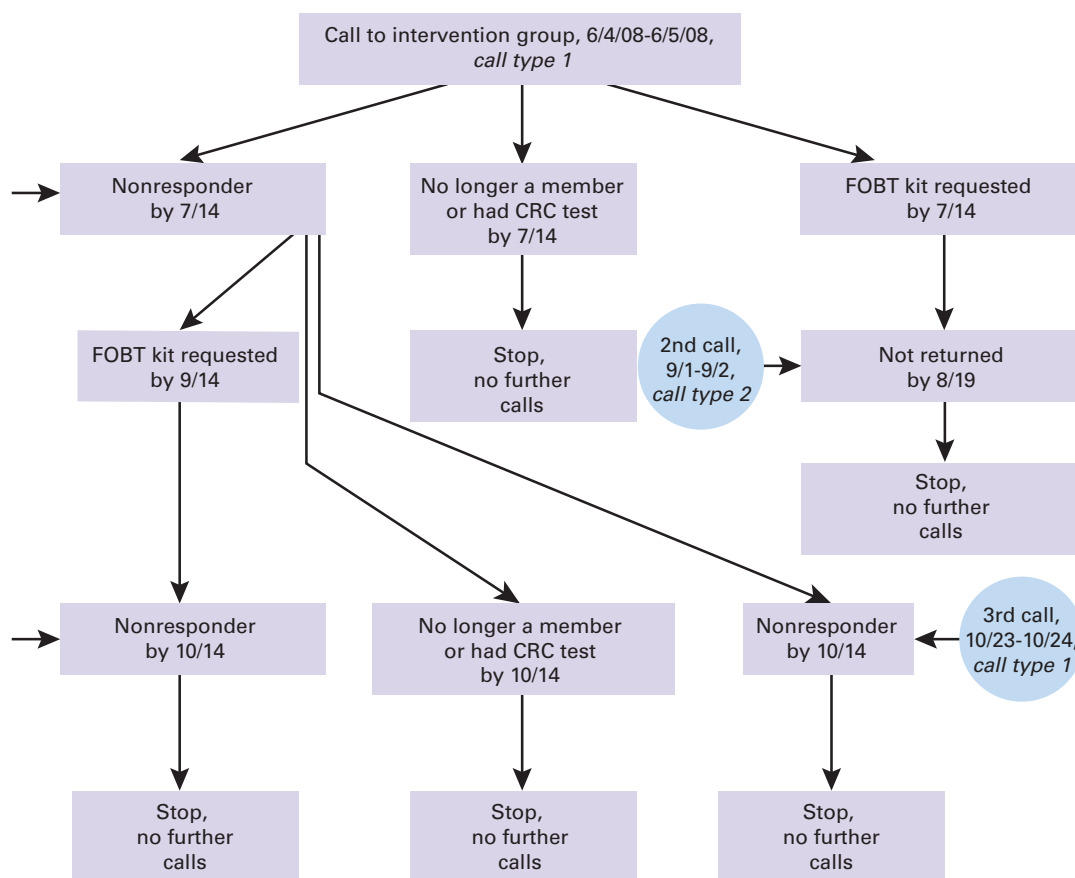 Call to intervention group, 6/4/08-6/5/08,
call type 1
Nonresponder
by 7/14
No longer a member
or had CRC test
by 7/14
FOBT kit requested
by 7/14
FOBT kit requested
by 9/14
Stop,
no further
calls
2nd call,
9/1-9/2,
call type 2
Not returned
by 8/19
Stop,
no further
calls
Nonresponder
by 10/14
No longer a member
or had CRC test
by 10/14
Nonresponder
by 10/14
3rd call,
10/23-10/24,
call type 1
Stop,
no further
calls
Stop,
no further
calls
Stop,
no further
calls